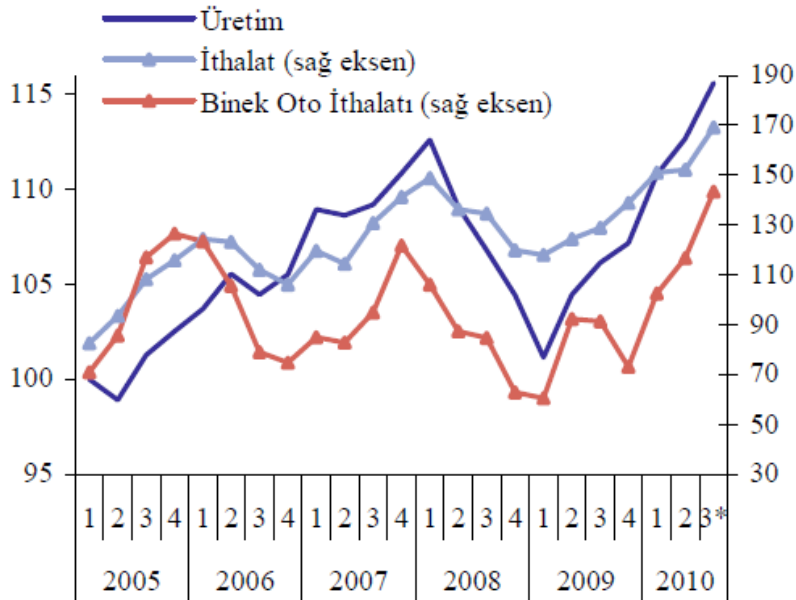 Üretim
İthalat (sağ eksen)
Binek Oto İthalatı (sağ eksen)
115
110
105
100
95
190
170
150
130
110
90
70
50
30
1 2 3 4 1 2 3 4 1 2 3 4 1 2 3 4 1 2 3 4 1 2 3*
2005 2006 2007 2008 2009 2010